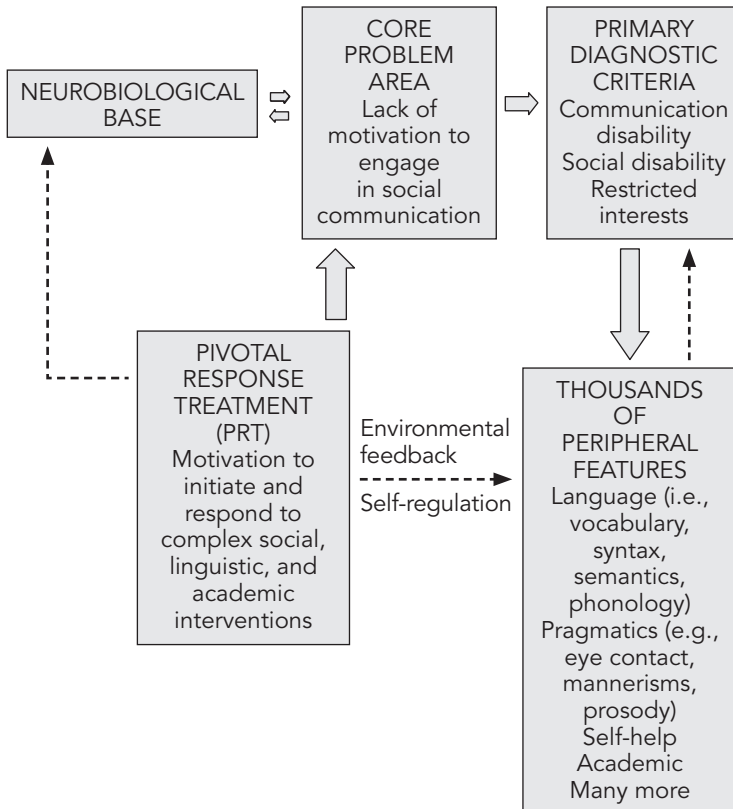 NEUROBIOLOGICAL
BASE
CORE
PROBLEM
AREA
Lack of
motivation to
engage
in social
communication
PRIMARY
DIAGNOSTIC
CRITERIA
Communication
disability
Social disability
Restricted
interests
PIVOTAL
RESPONSE
TREATMENT
(PRT)
Motivation to
initiate and
respond to
complex social,
linguistic, and
academic
interventions
Environmental
feedback
Self-regulation
THOUSANDS
OF
PERIPHERAL
FEATURES
Language (i.e.,
vocabulary,
syntax,
semantics,
phonology)
Pragmatics (e.g.,
eye contact,
mannerisms,
prosody)
Self-help
Academic
Many more